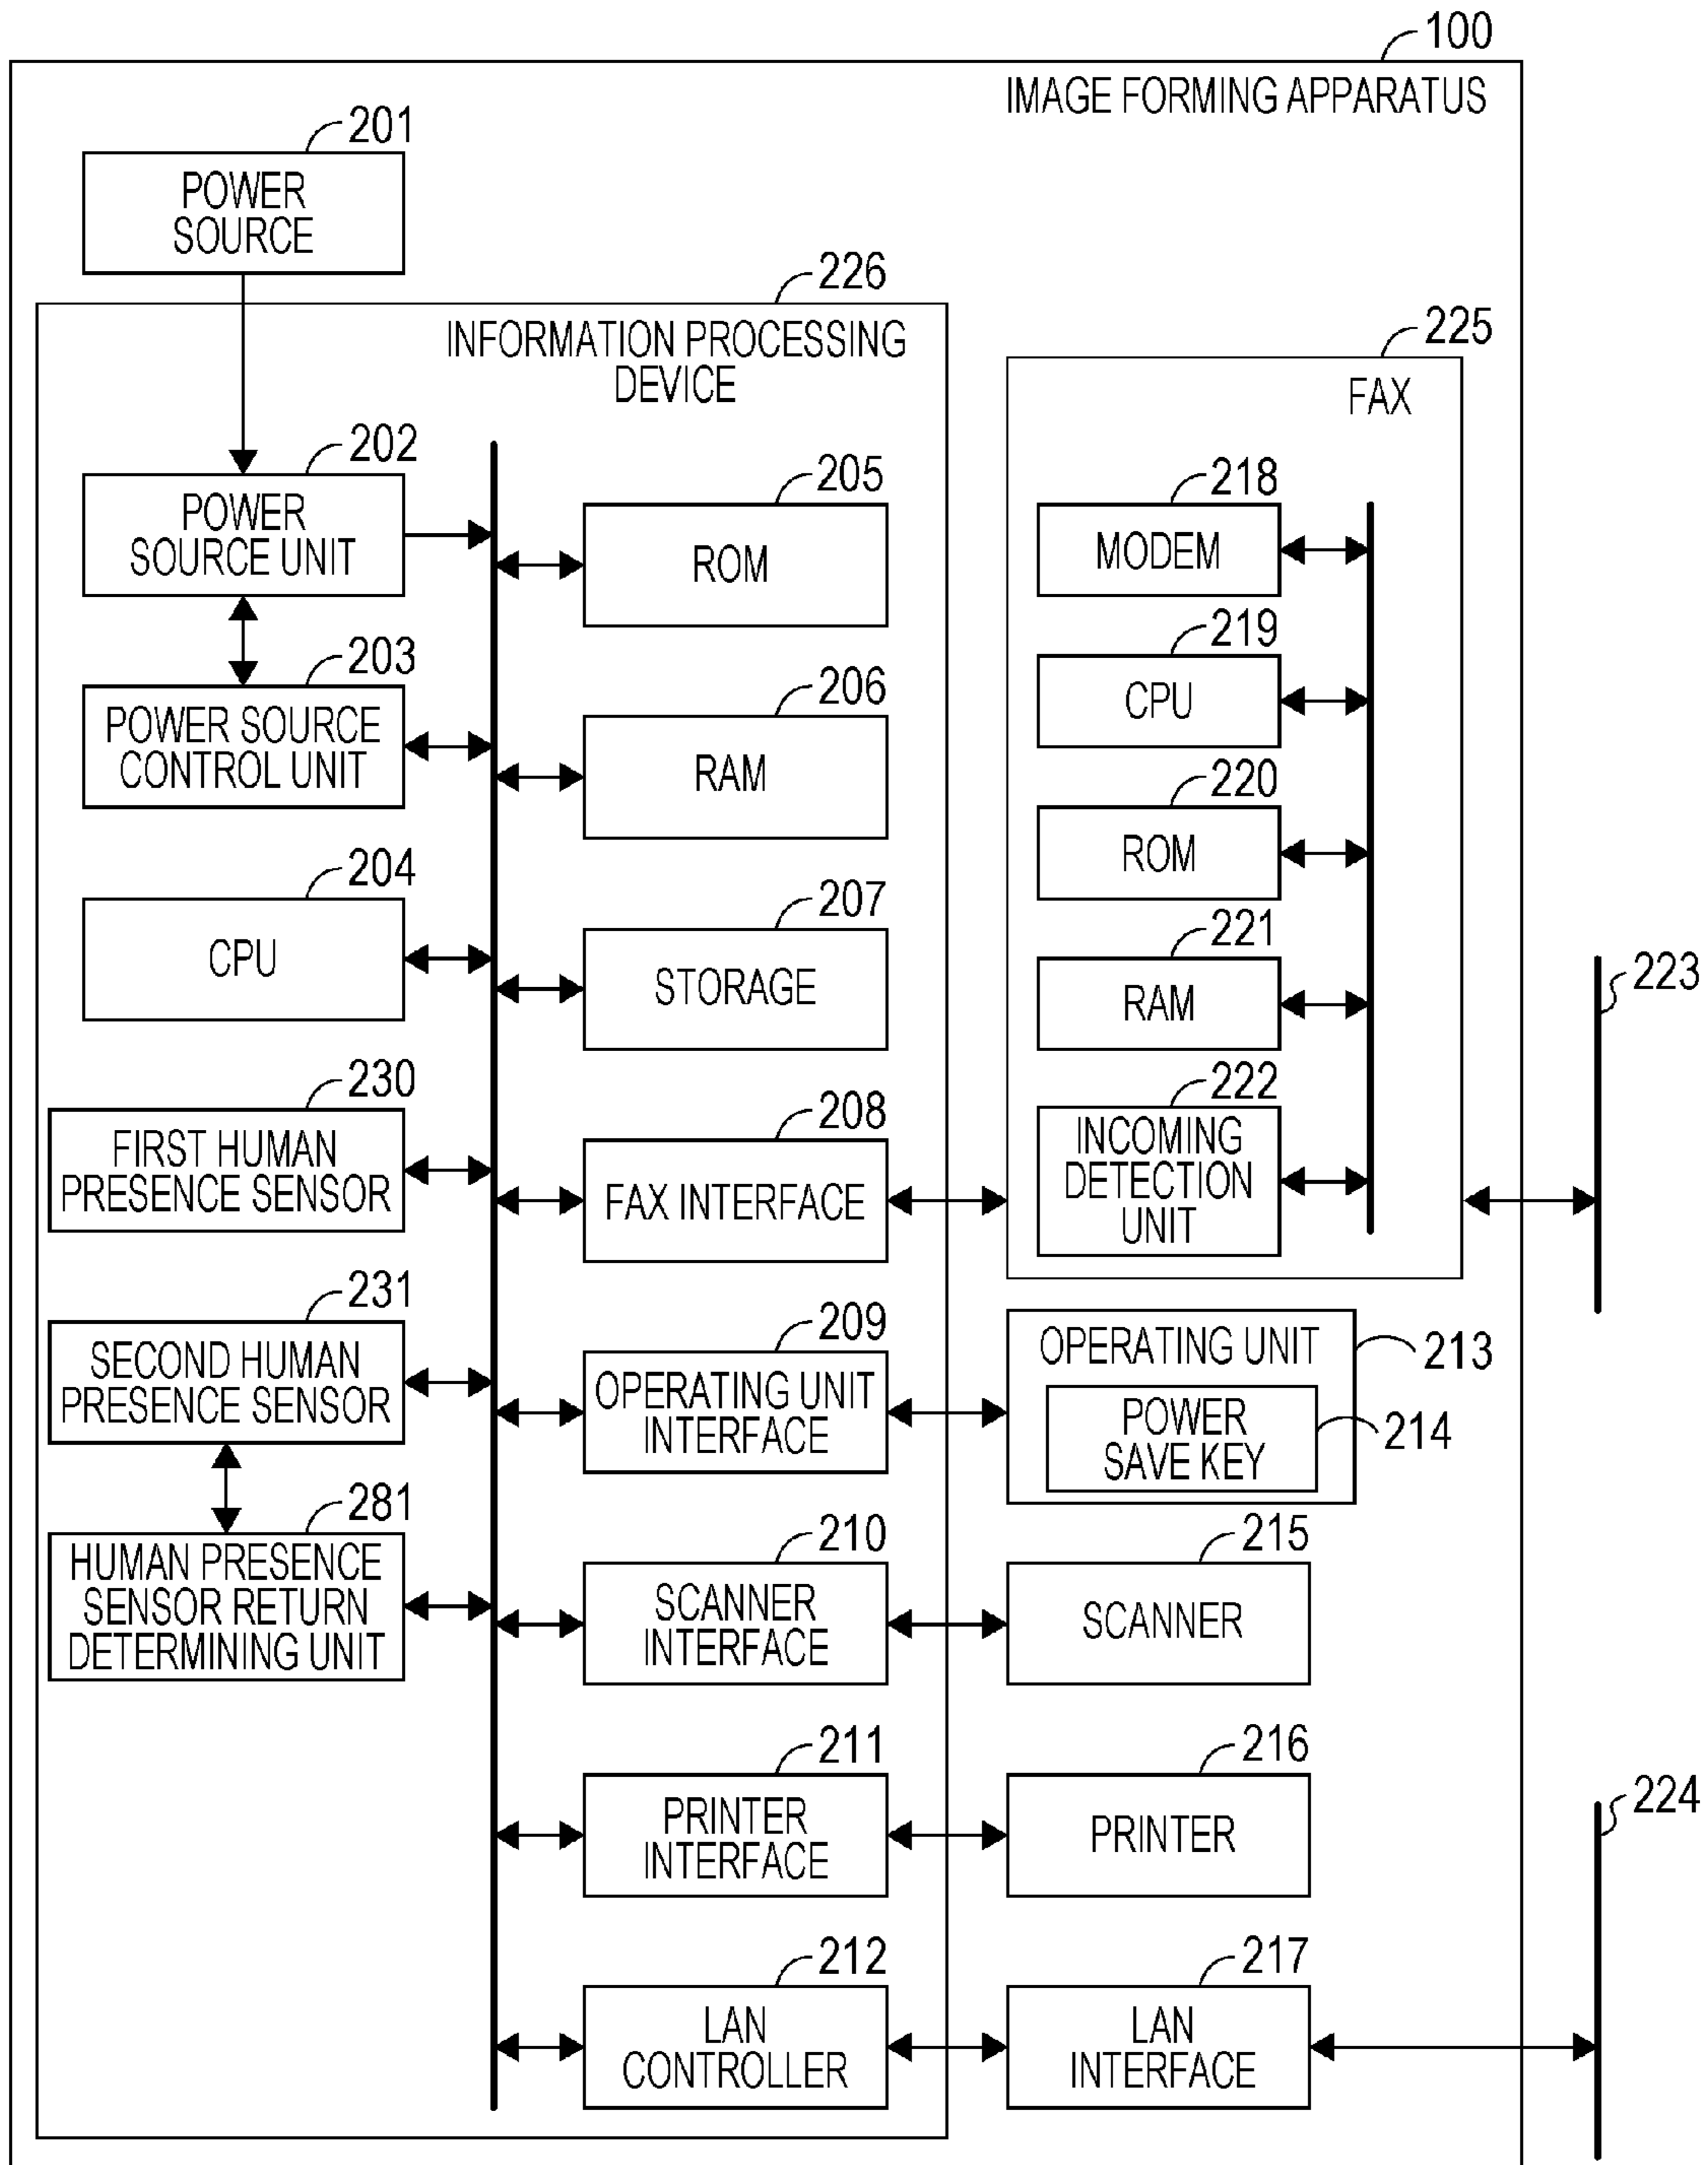 100
IMAGE FORMING APPARATUS
201
POWER
SOURCE
226
INFORMATION PROCESSING
DEVICE
202
POWER
SOURCE UNIT
203
POWER SOURCE
CONTROL UNIT
204
CPU
230
FIRST HUMAN
PRESENCE SENSOR
231
SECOND HUMAN
PRESENCE SENSOR
281
HUMAN PRESENCE
SENSOR RETURN
DETERMINING UNIT
205
ROM
206
RAM
207
STORAGE
208
FAX INTERFACE
209
OPERATING UNIT
INTERFACE
210
SCANNER
INTERFACE
211
PRINTER
INTERFACE
212
LAN
CONTROLLER
225
FAX
218
MODEM
219
CPU
220
ROM
221
RAM
222
INCOMING
DETECTION
UNIT
OPERATING UNIT
213
POWER
SAVE KEY
214
215
SCANNER
216
PRINTER
217
LAN
INTERFACE
223
224